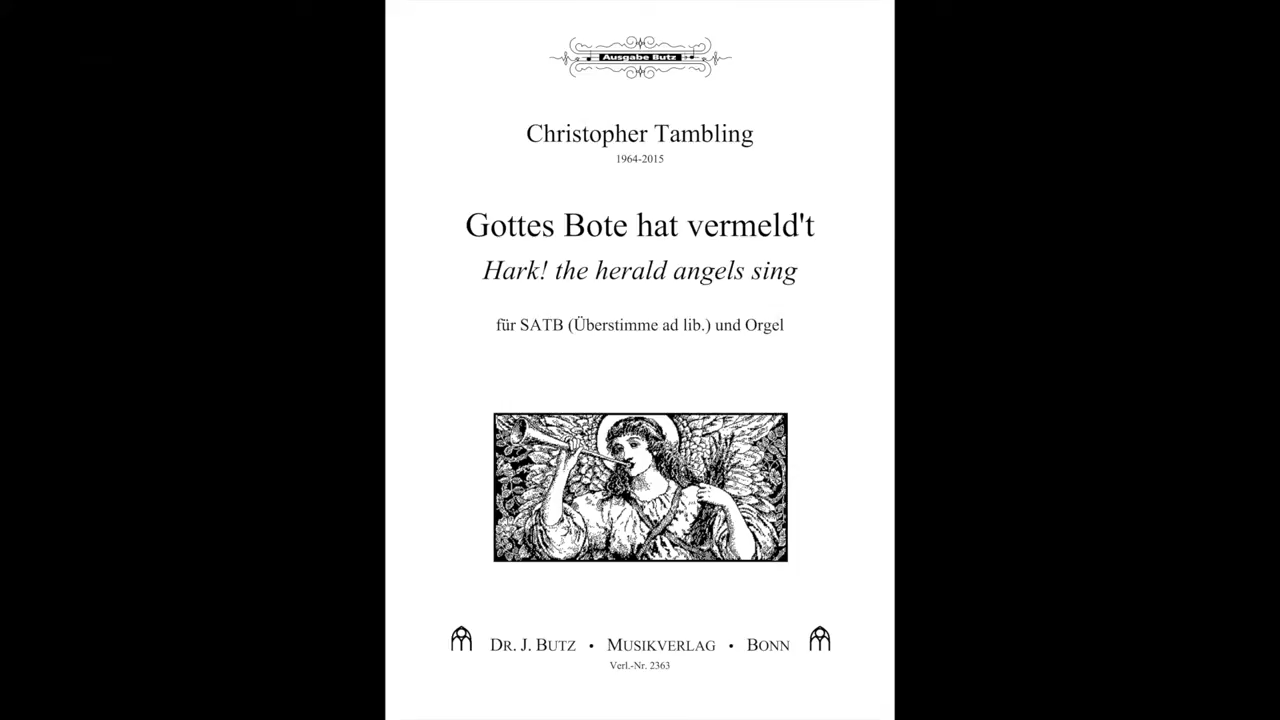 Ausgabe Butz
Christopher Tambling
1964-2015
Gottes Bote hat vermeld't
Hark! the herald angels sing
für SATB (Überstimme ad lib.) und Orgel
DR. J. BUTZ • MUSIKVERLAG • BONN
Verl.-Nr. 2363